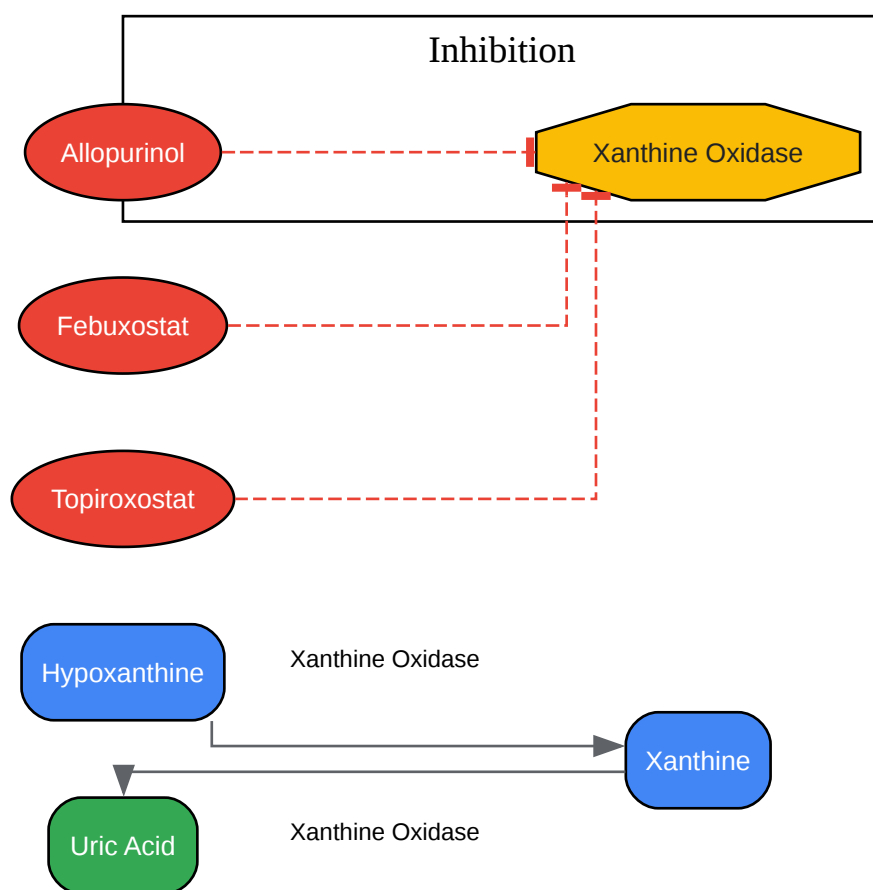 Inhibition
Allopurinol
Xanthine Oxidase
Febuxostat
Topiroxostat
Hypoxanthine
Xanthine Oxidase
Xanthine
Uric Acid
Xanthine Oxidase